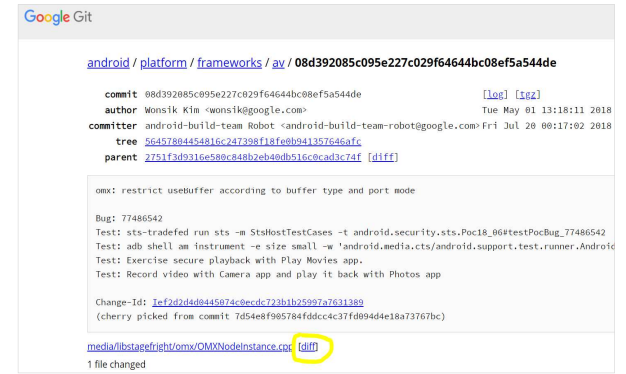 Google Git
android / platform / frameworks / av / 08d392085c095e227c029f64644bc08ef5a544de
commit 08d392085c095e227c029f64644bc08ef5a544de [log] [tgz]
author Wonsik Kim <wonsik@google.com> Tue May 01 13:18:11 2018
committer android-build-team Robot <android-build-team-robot@google.com> Fri Jul 20 00:17:02 2018
tree 56457804454816c247398f18fe0b941357646afc
parent 2751f3d9316e580c848b2eb40db516c0cad3c74f [diff]
omx: restrict useBuffer according to buffer type and port mode
Bug: 77486542
Test: sts-tradefed run sts -m StsHostTestCases -t android.security.sts.Poc18_06#testPocBug_77486542
Test: adb shell am instrument -e size small -w 'android.media.cts/android.support.test.runner.Android
Test: Exercise secure playback with Play Movies app.
Test: Record video with Camera app and play it back with Photos app
Change-Id: Ief2d2d4d0445074c0ecdc723b1b25997a7631389
(cherry picked from commit 7d54e8f905784fddcc4c37fd094d4e18a73767bc)
media/libstagefright/omx/OMXNodeInstance.cpp [diff]
1 file changed